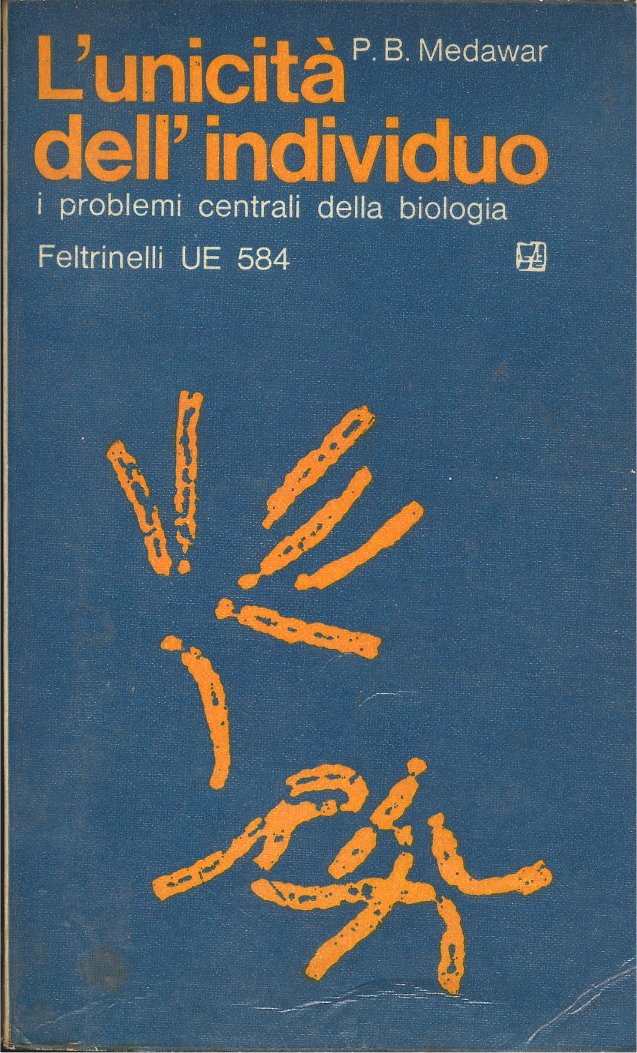 L'unicità
P. B. Medawar
dell'individuo
i problemi centrali della biologia
Feltrinelli UE 584